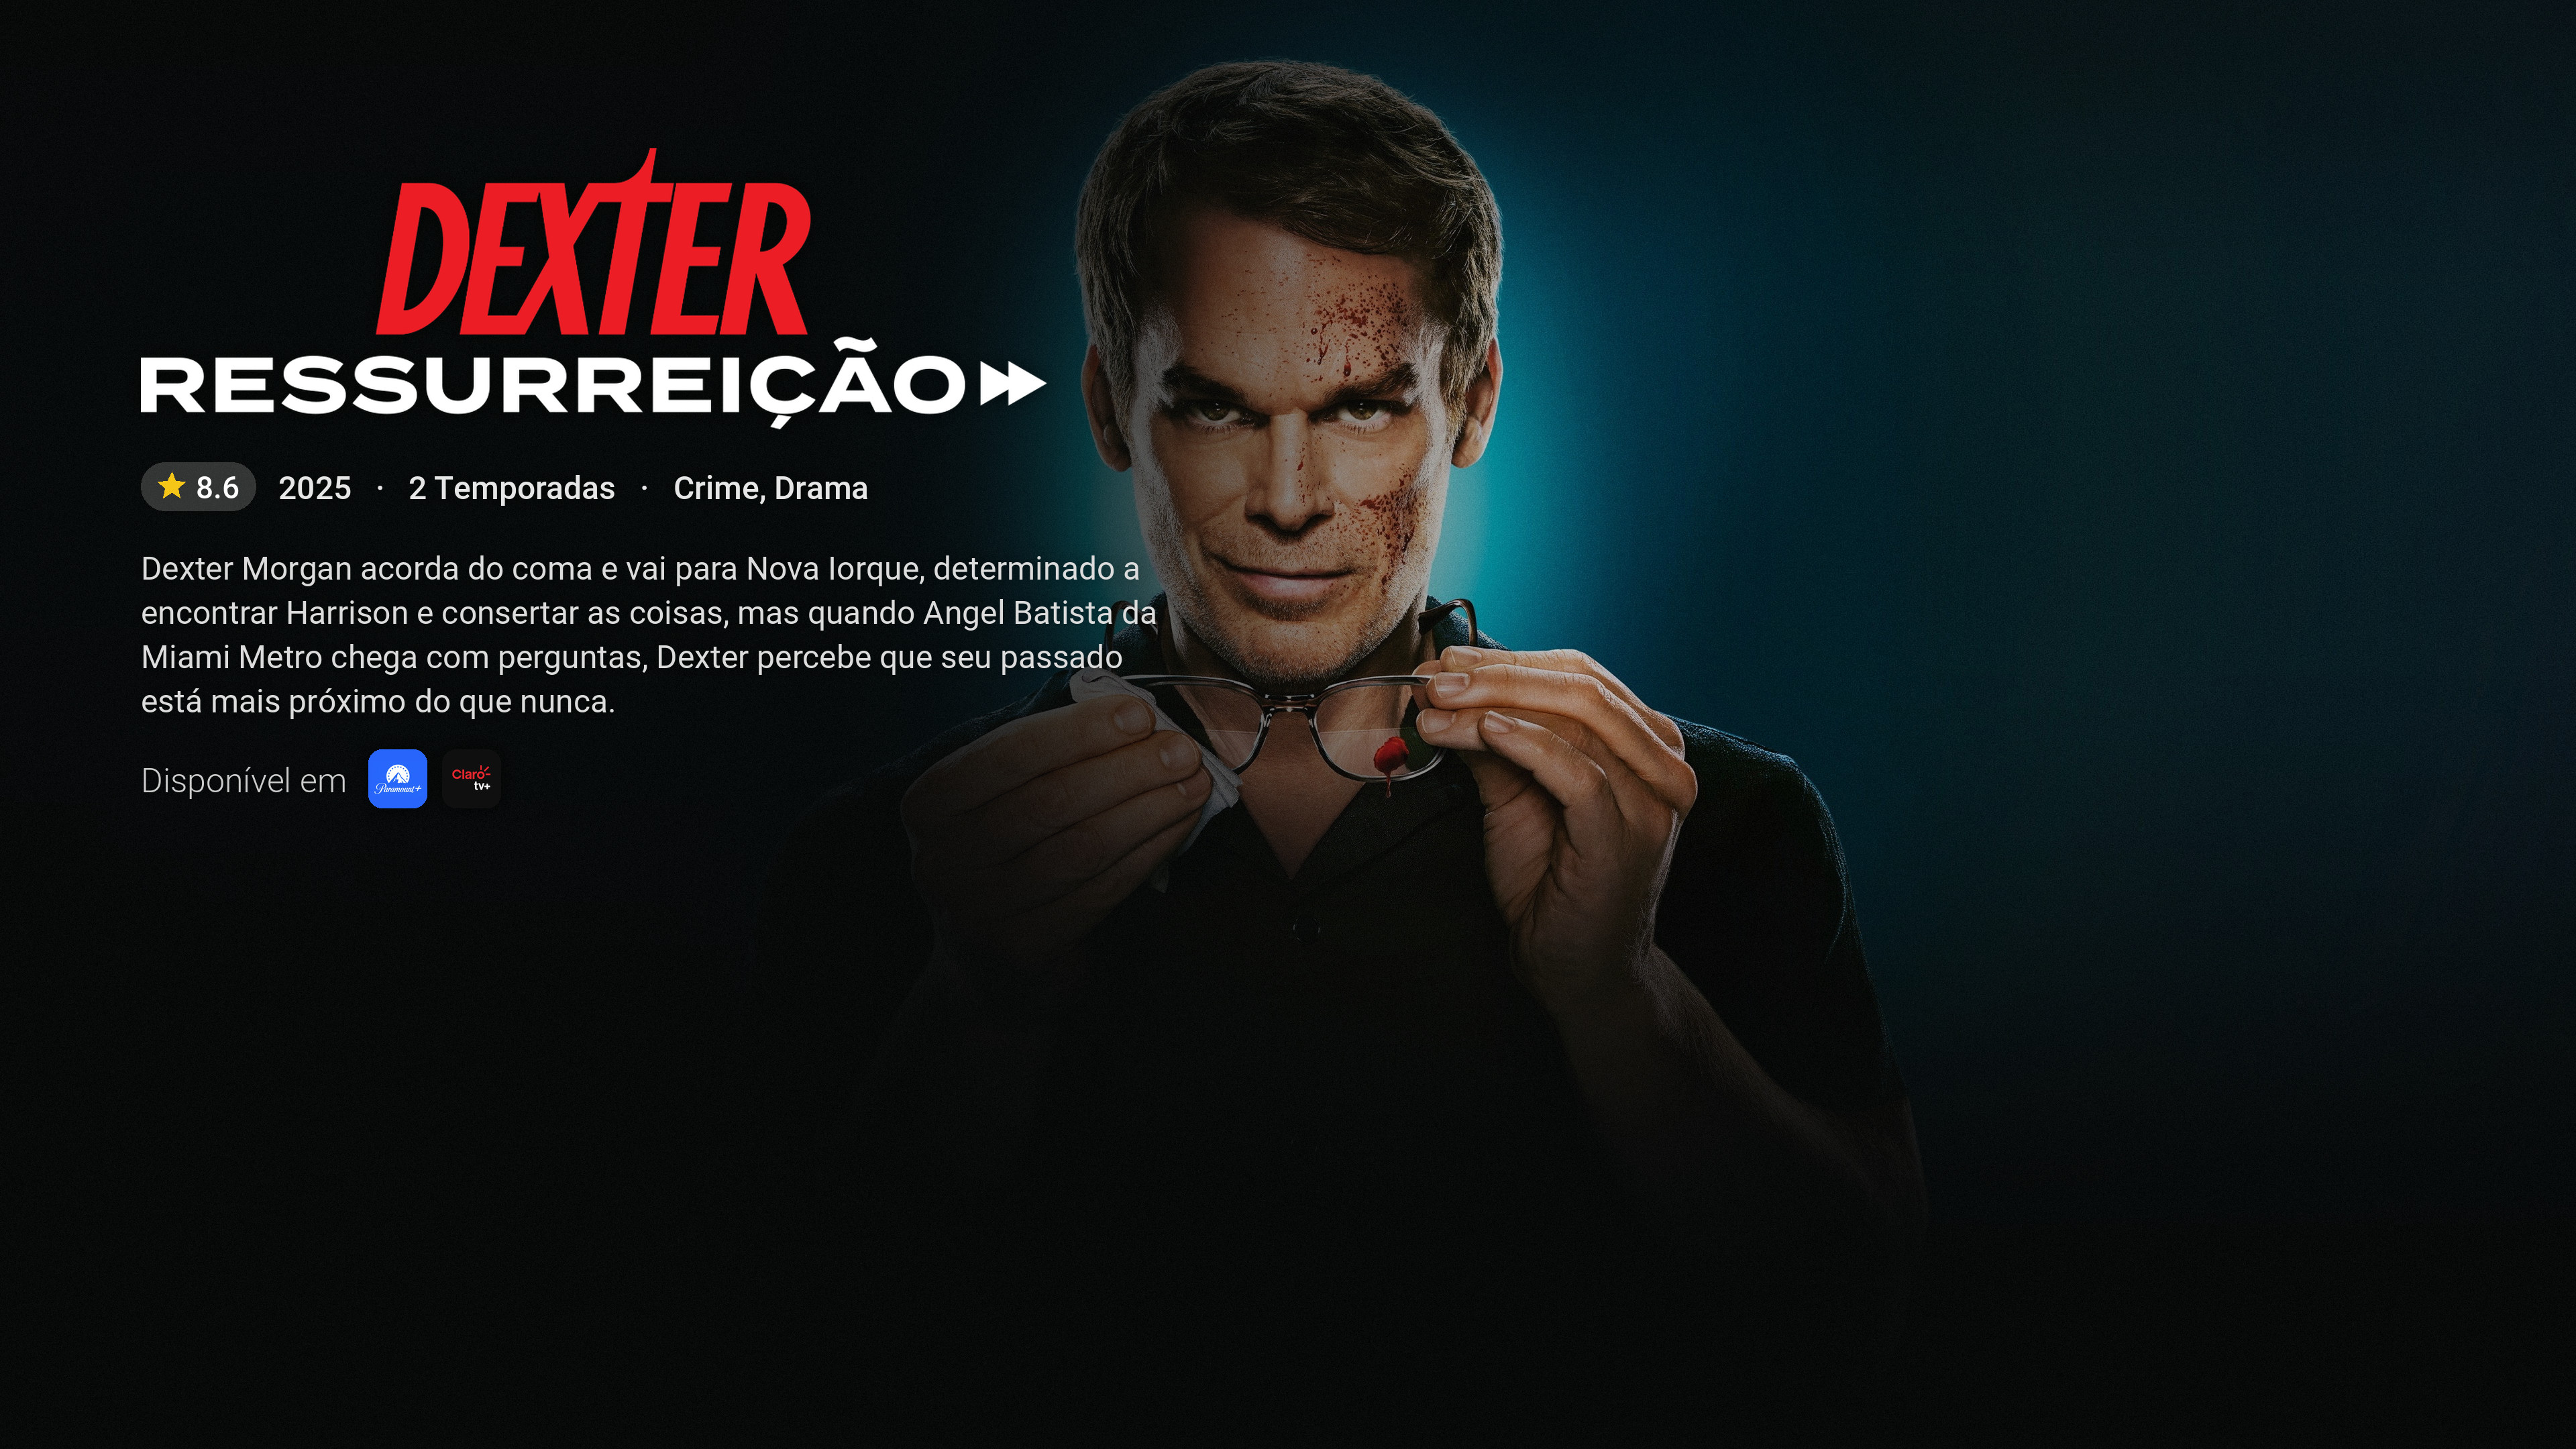 DEXTER
RESSURREIÇÃO
8.6 2025 · 2 Temporadas · Crime, Drama
Dexter Morgan acorda do coma e vai para Nova Iorque, determinado a
encontrar Harrison e consertar as coisas, mas quando Angel Batista da
Miami Metro chega com perguntas, Dexter percebe que seu passado
está mais próximo do que nunca.
Disponível em Paramount+ Claro tv+